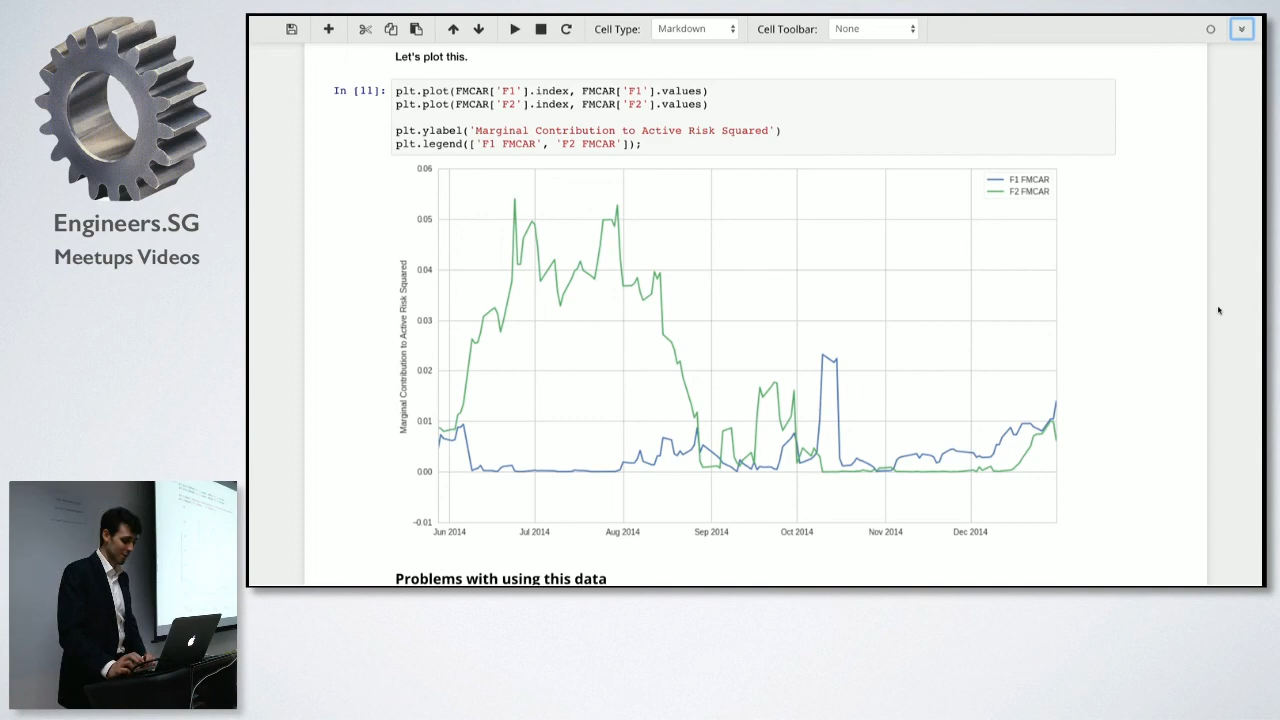 Engineers.SG
Meetups Videos
Cell Type: Markdown Cell Toolbar: None
Let's plot this.
In [11]: plt.plot(FMCAR['F1'].index, FMCAR['F1'].values)
plt.plot(FMCAR['F2'].index, FMCAR['F2'].values)
plt.ylabel('Marginal Contribution to Active Risk Squared')
plt.legend(['F1 FMCAR', 'F2 FMCAR']);
F1 FMCAR
F2 FMCAR
Marginal Contribution to Active Risk Squared
0.06
0.05
0.04
0.03
0.02
0.01
0.00
-0.01
Jun 2014 Jul 2014 Aug 2014 Sep 2014 Oct 2014 Nov 2014 Dec 2014
Problems with using this data